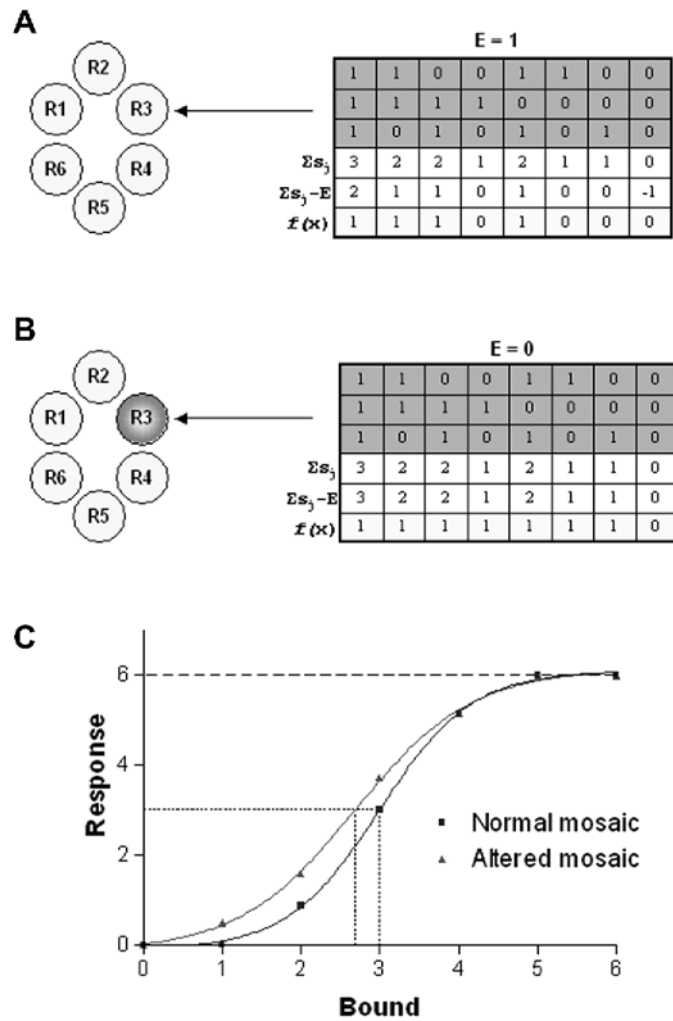 A
E = 1
R2
R1 R3
R6 R4
R5
1 1 0 0 1 1 0 0
1 1 1 1 0 0 0 0
1 0 1 0 1 0 1 0
Σsj 3 2 2 1 2 1 1 0
Σsj-E 2 1 1 0 1 0 0 -1
f(x) 1 1 1 0 1 0 0 0
B
E = 0
R2
R1 R3
R6 R4
R5
1 1 0 0 1 1 0 0
1 1 1 1 0 0 0 0
1 0 1 0 1 0 1 0
Σsj 3 2 2 1 2 1 1 0
Σsj-E 3 2 2 1 2 1 1 0
f(x) 1 1 1 1 1 1 1 0
C
6
4
2
0
Response
Normal mosaic
Altered mosaic
0 1 2 3 4 5 6
Bound